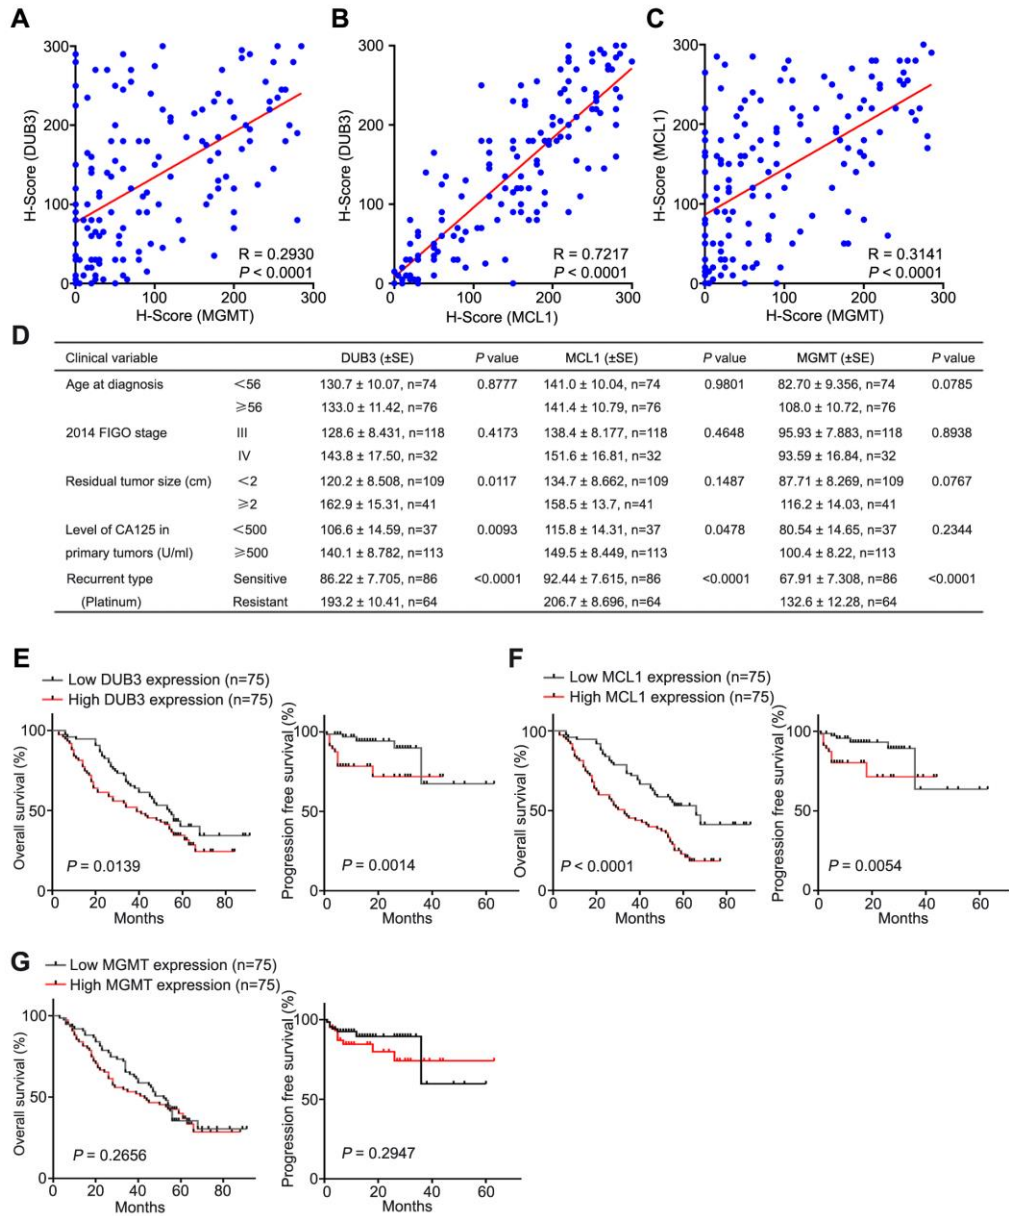 A
B
C
300
200
100
0
H-Score (DUB3)
R = 0.2930
P < 0.0001
0 100 200 300
H-Score (MGMT)
300
200
100
0
H-Score (DUB3)
R = 0.7217
P < 0.0001
0 100 200 300
H-Score (MCL1)
300
200
100
0
H-Score (MCL1)
R = 0.3141
P < 0.0001
0 100 200 300
H-Score (MGMT)
D
Clinical variable DUB3 (±SE) P value MCL1 (±SE) P value MGMT (±SE) P value
Age at diagnosis <56 130.7 ± 10.07, n=74 0.8777 141.0 ± 10.04, n=74 0.9801 82.70 ± 9.356, n=74 0.0785
≥56 133.0 ± 11.42, n=76 141.4 ± 10.79, n=76 108.0 ± 10.72, n=76
2014 FIGO stage III 128.6 ± 8.431, n=118 0.4173 138.4 ± 8.177, n=118 0.4648 95.93 ± 7.883, n=118 0.8938
IV 143.8 ± 17.50, n=32 151.6 ± 16.81, n=32 93.59 ± 16.84, n=32
Residual tumor size (cm) <2 120.2 ± 8.508, n=109 0.0117 134.7 ± 8.662, n=109 0.1487 87.71 ± 8.269, n=109 0.0767
≥2 162.9 ± 15.31, n=41 158.5 ± 13.7, n=41 116.2 ± 14.03, n=41
Level of CA125 in <500 106.6 ± 14.59, n=37 0.0093 115.8 ± 14.31, n=37 0.0478 80.54 ± 14.65, n=37 0.2344
primary tumors (U/ml) ≥500 140.1 ± 8.782, n=113 149.5 ± 8.449, n=113 100.4 ± 8.22, n=113
Recurrent type Sensitive 86.22 ± 7.705, n=86 <0.0001 92.44 ± 7.615, n=86 <0.0001 67.91 ± 7.308, n=86 <0.0001
(Platinum) Resistant 193.2 ± 10.41, n=64 206.7 ± 8.696, n=64 132.6 ± 12.28, n=64
E
Low DUB3 expression (n=75)
High DUB3 expression (n=75)
100
50
0
Overall survival (%)
P = 0.0139
0 20 40 60 80
Months
100
50
0
Progression free survival (%)
P = 0.0014
0 20 40 60
Months
F
Low MCL1 expression (n=75)
High MCL1 expression (n=75)
100
50
0
Overall survival (%)
P < 0.0001
0 20 40 60 80
Months
100
50
0
Progression free survival (%)
P = 0.0054
0 20 40 60
Months
G
Low MGMT expression (n=75)
High MGMT expression (n=75)
100
50
0
Overall survival (%)
P = 0.2656
0 20 40 60 80
Months
100
50
0
Progression free survival (%)
P = 0.2947
0 20 40 60
Months